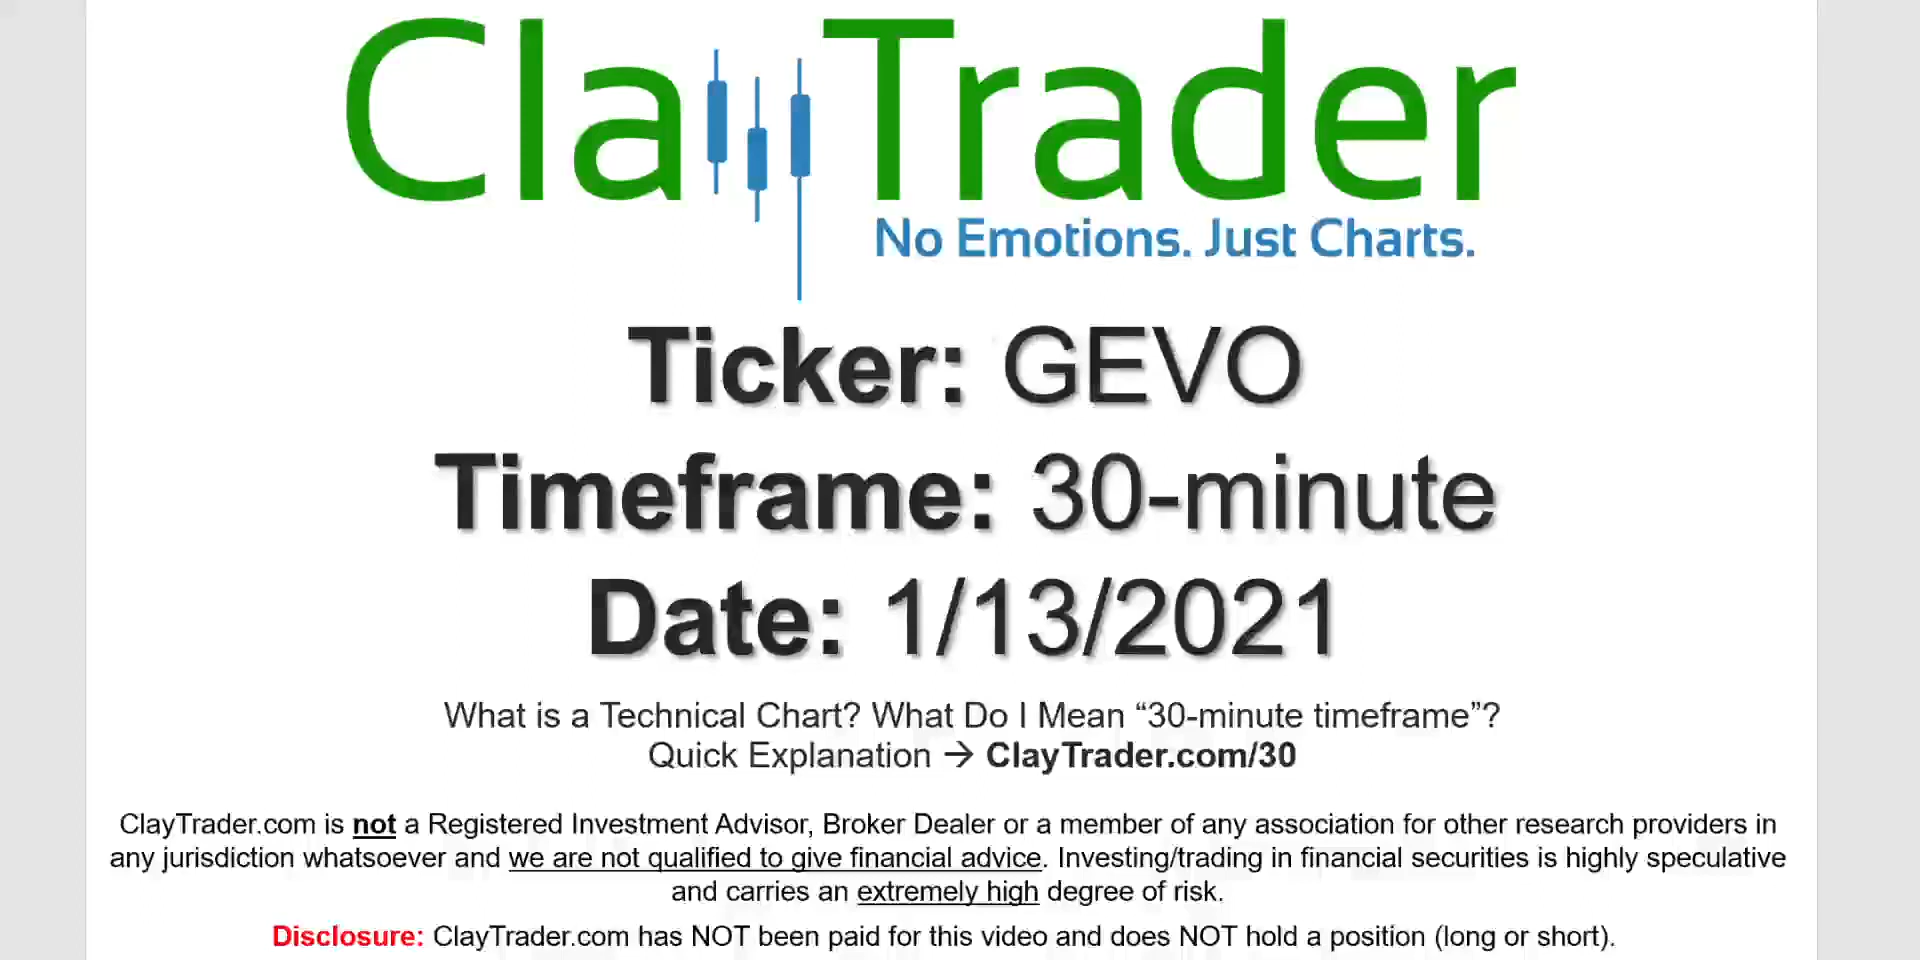 ClayTrader
No Emotions. Just Charts.
Ticker: GEVO
Timeframe: 30-minute
Date: 1/13/2021
What is a Technical Chart? What Do I Mean “30-minute timeframe”?
Quick Explanation → ClayTrader.com/30
ClayTrader.com is not a Registered Investment Advisor, Broker Dealer or a member of any association for other research providers in
any jurisdiction whatsoever and we are not qualified to give financial advice. Investing/trading in financial securities is highly speculative
and carries an extremely high degree of risk.
Disclosure: ClayTrader.com has NOT been paid for this video and does NOT hold a position (long or short).